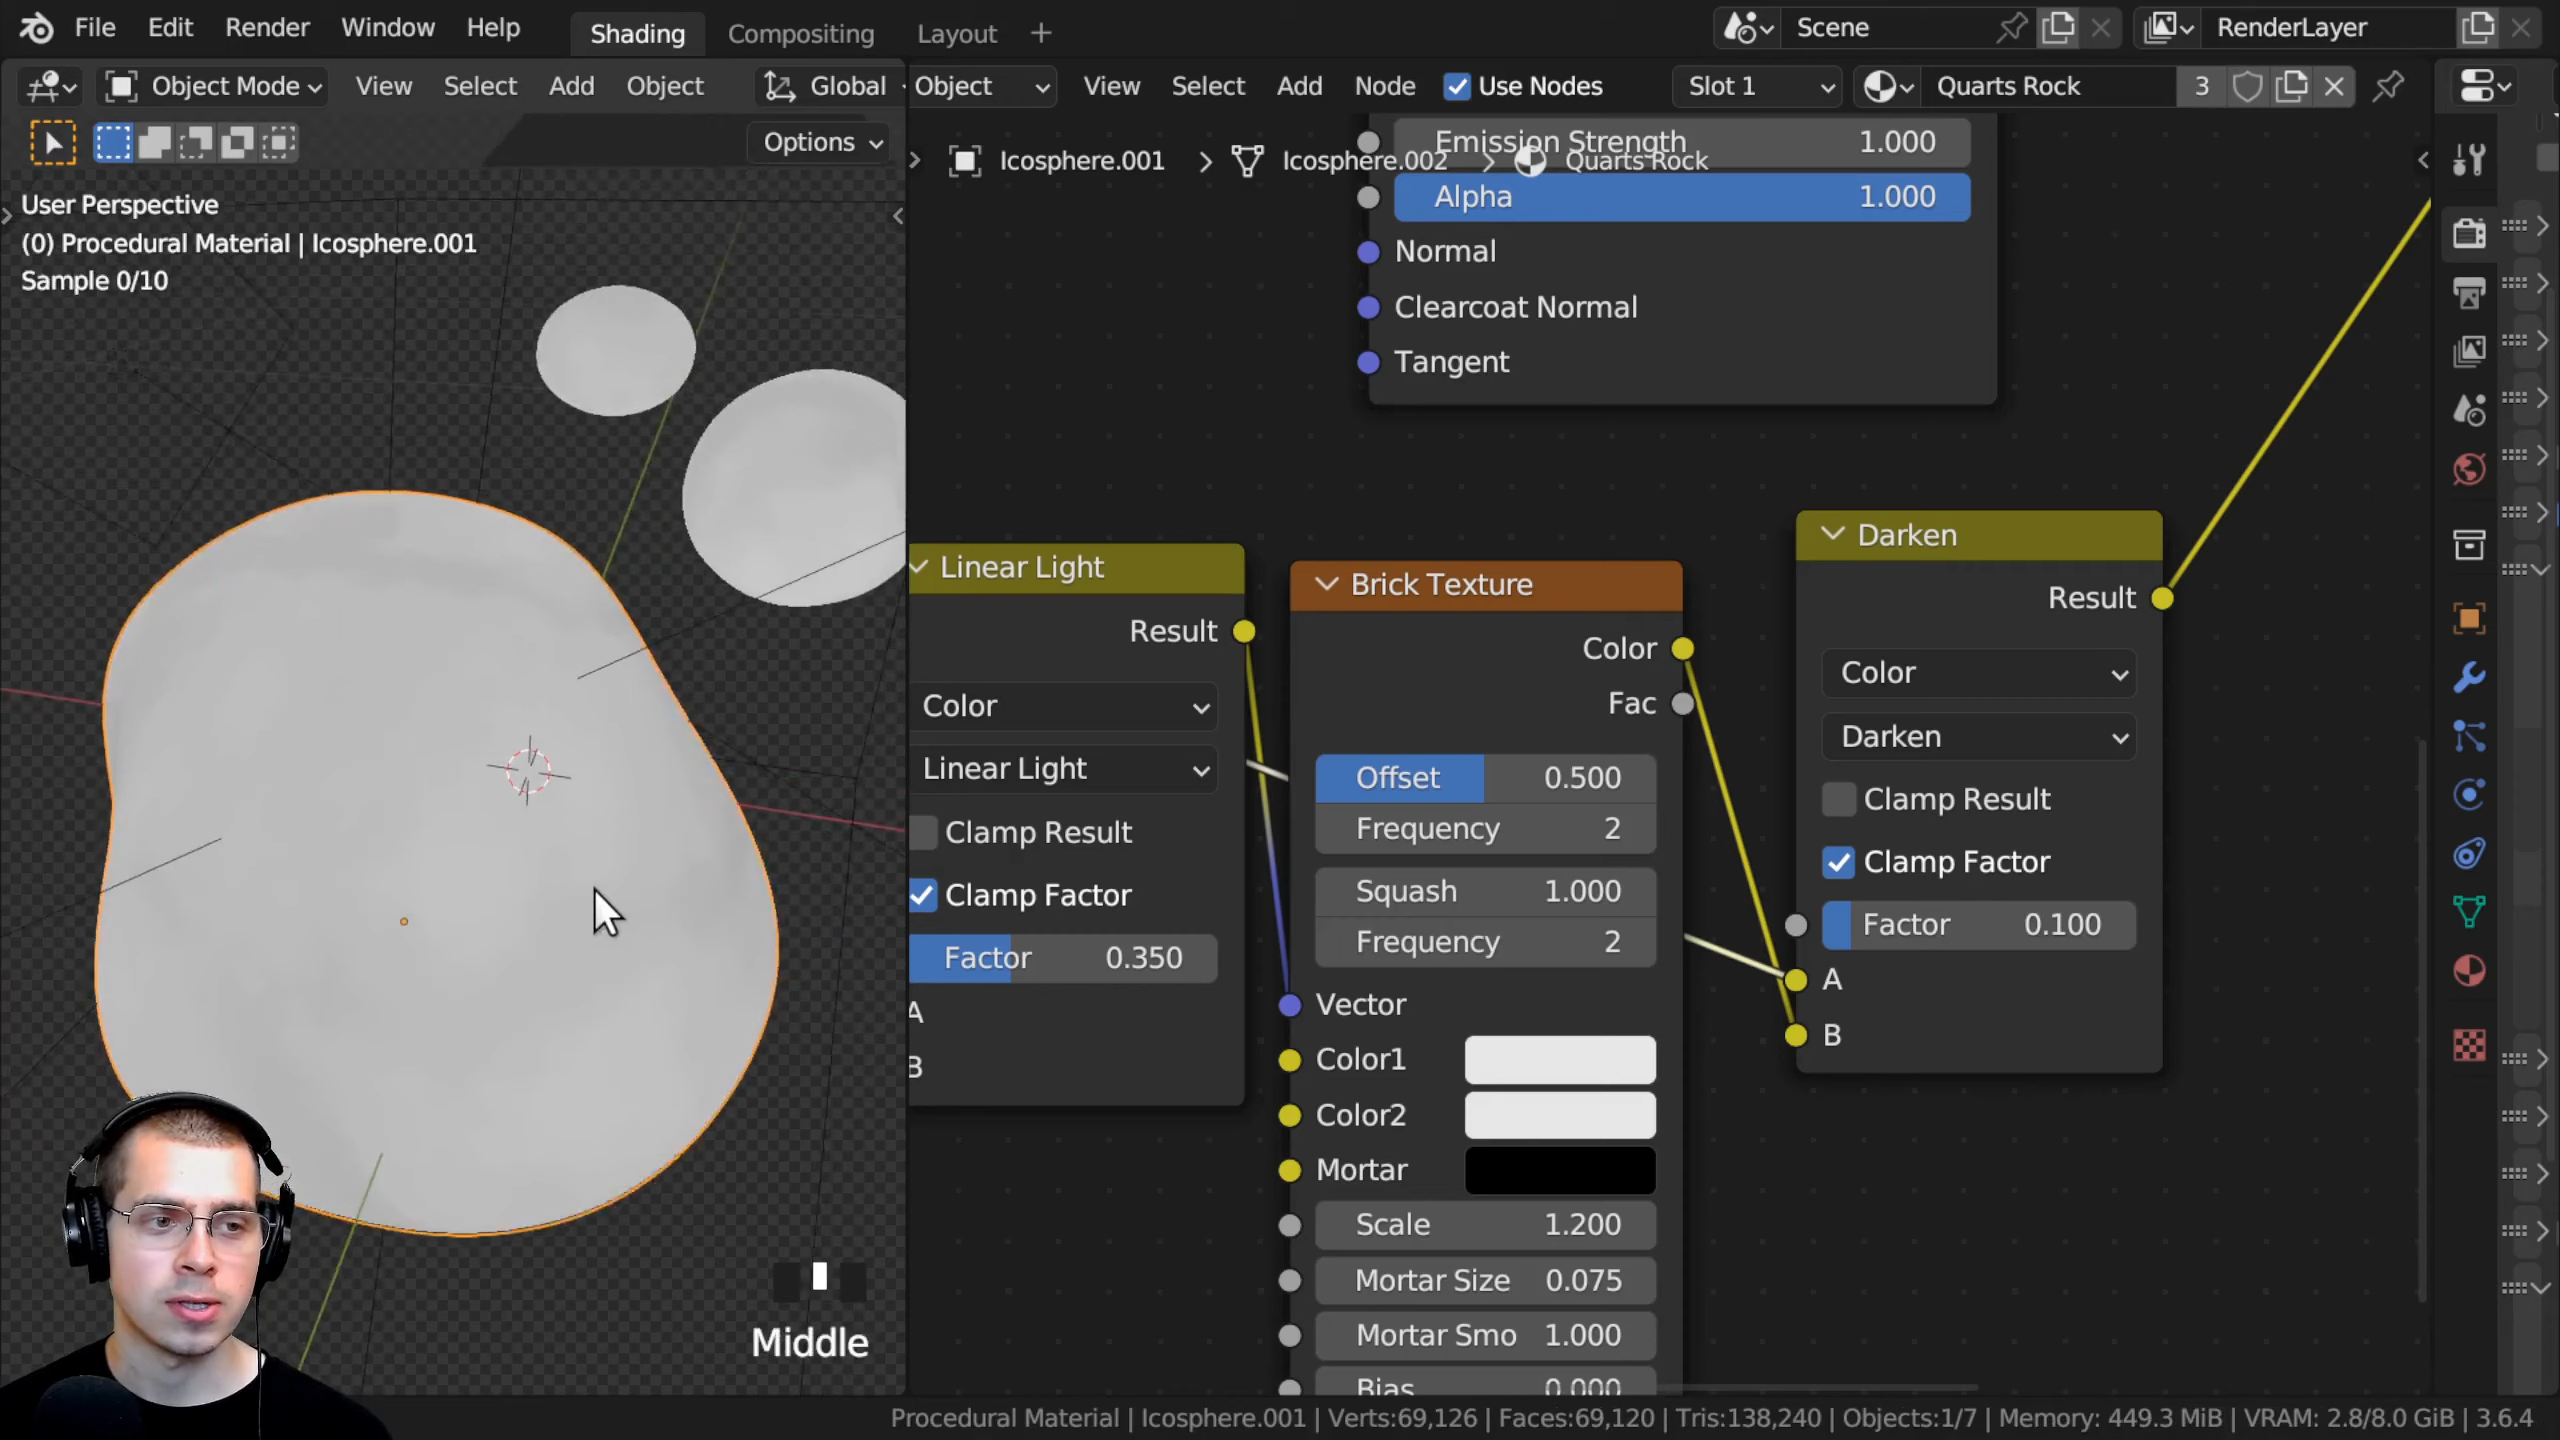 File Edit Render Window Help Shading Compositing Layout + Scene RenderLayer
Object Mode View Select Add Object Global
Object View Select Add Node Use Nodes Slot 1 Quarts Rock 3
Options
Icosphere.001 > Icosphere.002 > Quarts Rock
User Perspective
(0) Procedural Material | Icosphere.001
Sample 0/10
Emission Strength 1.000
Alpha 1.000
Normal
Clearcoat Normal
Tangent
Linear Light
Result
Color
Linear Light
Clamp Result
Clamp Factor
Factor 0.350
A
B
Brick Texture
Color
Fac
Offset 0.500
Frequency 2
Squash 1.000
Frequency 2
Vector
Color1
Color2
Mortar
Scale 1.200
Mortar Size 0.075
Mortar Smo 1.000
Bias 0.000
Darken
Result
Color
Darken
Clamp Result
Clamp Factor
Factor 0.100
A
B
Middle
Procedural Material | Icosphere.001 | Verts:69,126 | Faces:69,120 | Tris:138,240 | Objects:1/7 | Memory: 449.3 MiB | VRAM: 2.8/8.0 GiB | 3.6.4